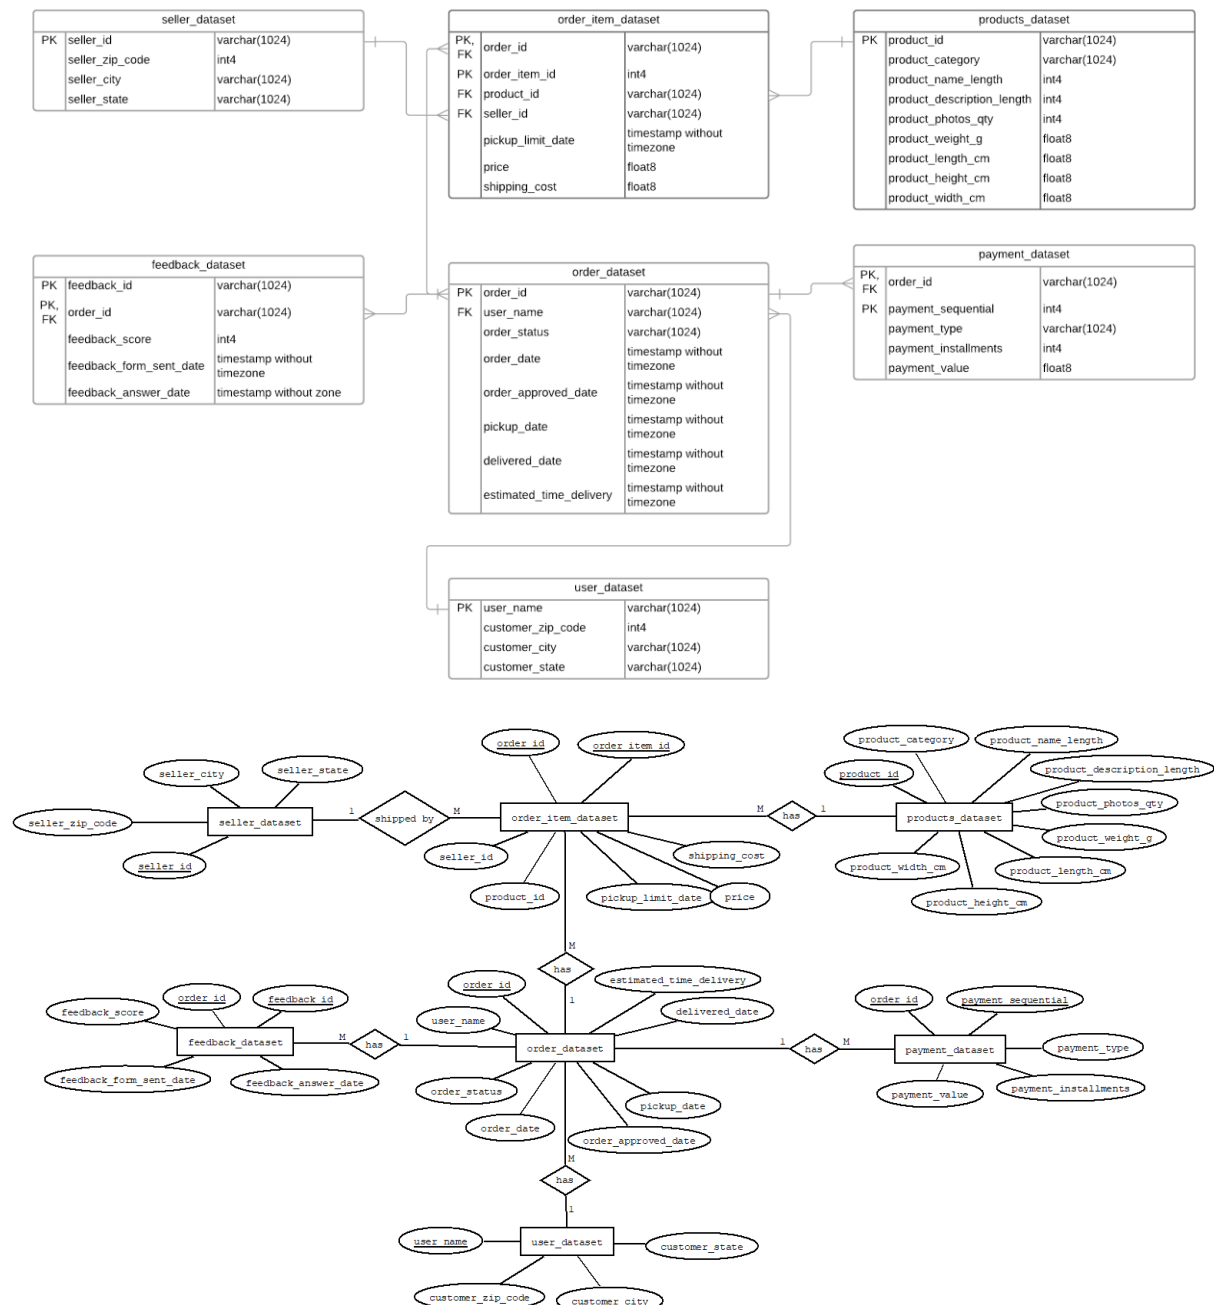 seller_dataset
PK seller_id varchar(1024)
seller_zip_code int4
seller_city varchar(1024)
seller_state varchar(1024)
order_item_dataset
PK, FK order_id varchar(1024)
PK order_item_id int4
FK product_id varchar(1024)
FK seller_id varchar(1024)
pickup_limit_date timestamp without timezone
price float8
shipping_cost float8
products_dataset
PK product_id varchar(1024)
product_category varchar(1024)
product_name_length int4
product_description_length int4
product_photos_qty int4
product_weight_g float8
product_length_cm float8
product_height_cm float8
product_width_cm float8
feedback_dataset
PK feedback_id varchar(1024)
PK, FK order_id varchar(1024)
feedback_score int4
feedback_form_sent_date timestamp without timezone
feedback_answer_date timestamp without zone
order_dataset
PK order_id varchar(1024)
FK user_name varchar(1024)
order_status varchar(1024)
order_date timestamp without timezone
order_approved_date timestamp without timezone
pickup_date timestamp without timezone
delivered_date timestamp without timezone
estimated_time_delivery timestamp without timezone
payment_dataset
PK, FK order_id varchar(1024)
PK payment_sequential int4
payment_type varchar(1024)
payment_installments int4
payment_value float8
user_dataset
PK user_name varchar(1024)
customer_zip_code int4
customer_city varchar(1024)
customer_state varchar(1024)
seller_city
seller_state
seller_zip_code
seller_dataset
seller_id
1
shipped by
M
order_id
order_item_id
order_item_dataset
seller_id
product_id
pickup_limit_date
price
shipping_cost
M
has
1
product_category
product_name_length
product_id
product_description_length
product_photos_qty
products_dataset
product_weight_g
product_width_cm
product_length_cm
product_height_cm
M
has
1
order_id
feedback_id
feedback_score
feedback_dataset
feedback_form_sent_date
feedback_answer_date
M
has
1
order_id
estimated_time_delivery
user_name
delivered_date
order_dataset
order_status
pickup_date
order_date
order_approved_date
1
has
M
order_id
payment_sequential
payment_dataset
payment_type
payment_value
payment_installments
M
has
1
user_name
user_dataset
customer_state
customer_zip_code
customer_city